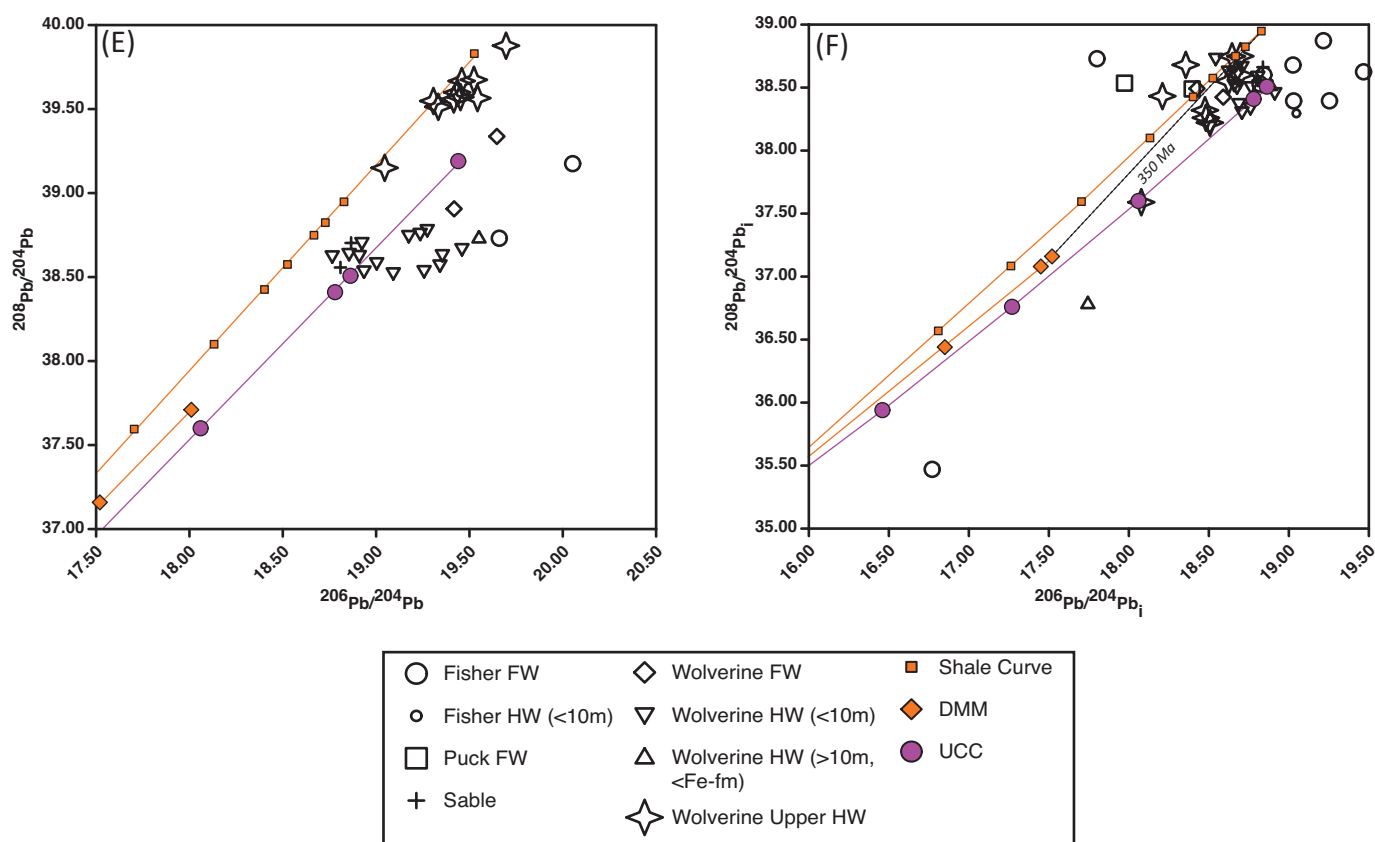 (E)
40.00
39.50
39.00
38.50
38.00
37.50
37.00
208Pb/204Pb
17.50
18.00
18.50
19.00
19.50
20.00
20.50
206Pb/204Pb
(F)
39.00
38.50
38.00
37.50
37.00
36.50
36.00
35.50
35.00
208Pb/204Pbi
350 Ma
16.00
16.50
17.00
17.50
18.00
18.50
19.00
19.50
206Pb/204Pbi
Fisher FW
Fisher HW (<10m)
Puck FW
Sable
Wolverine FW
Wolverine HW (<10m)
Wolverine HW (>10m,
<Fe-fm)
Wolverine Upper HW
Shale Curve
DMM
UCC